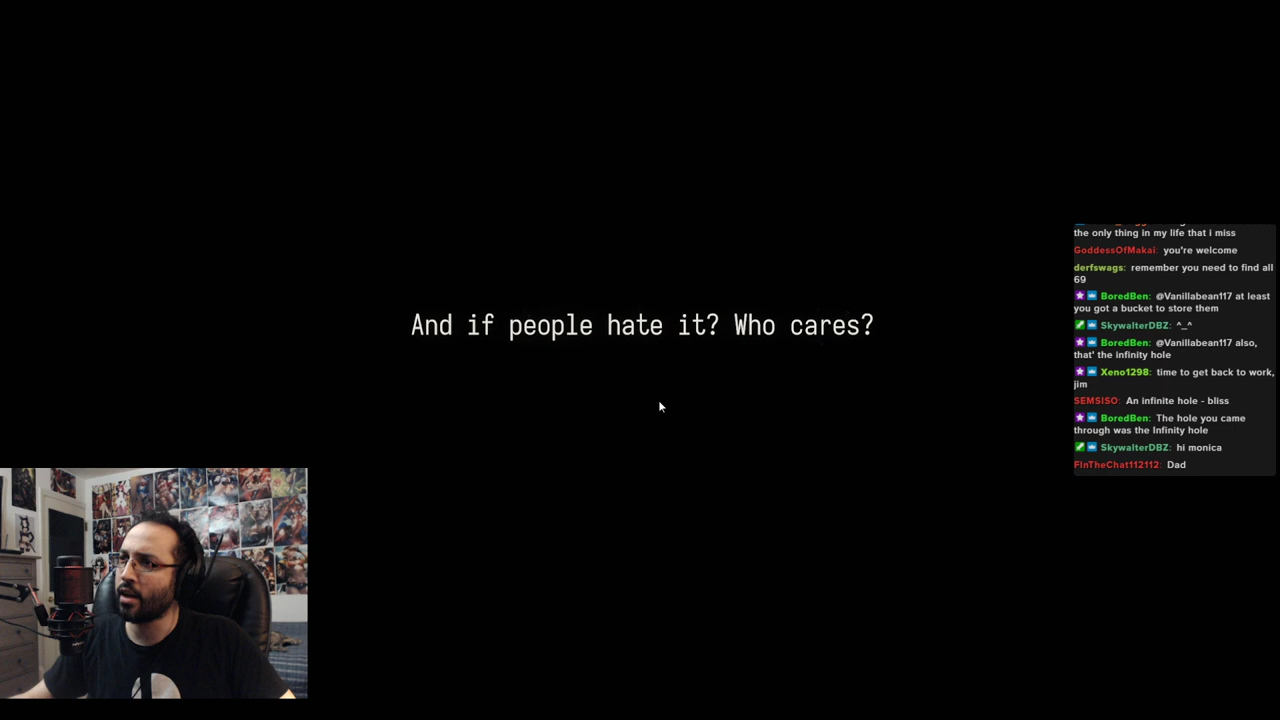 And if people hate it? Who cares?
the only thing in my life that i miss
GoddessOfMakai: you're welcome
derfswags: remember you need to find all
69
BoredBen: @Vanillabean117 at least
you got a bucket to store them
SkywalterDBZ: ^_^
BoredBen: @Vanillabean117 also,
that' the infinity hole
Xeno1298: time to get back to work,
jim
SEMSISO: An infinite hole - bliss
BoredBen: The hole you came
through was the Infinity hole
SkywalterDBZ: hi monica
FInTheChat112112: Dad